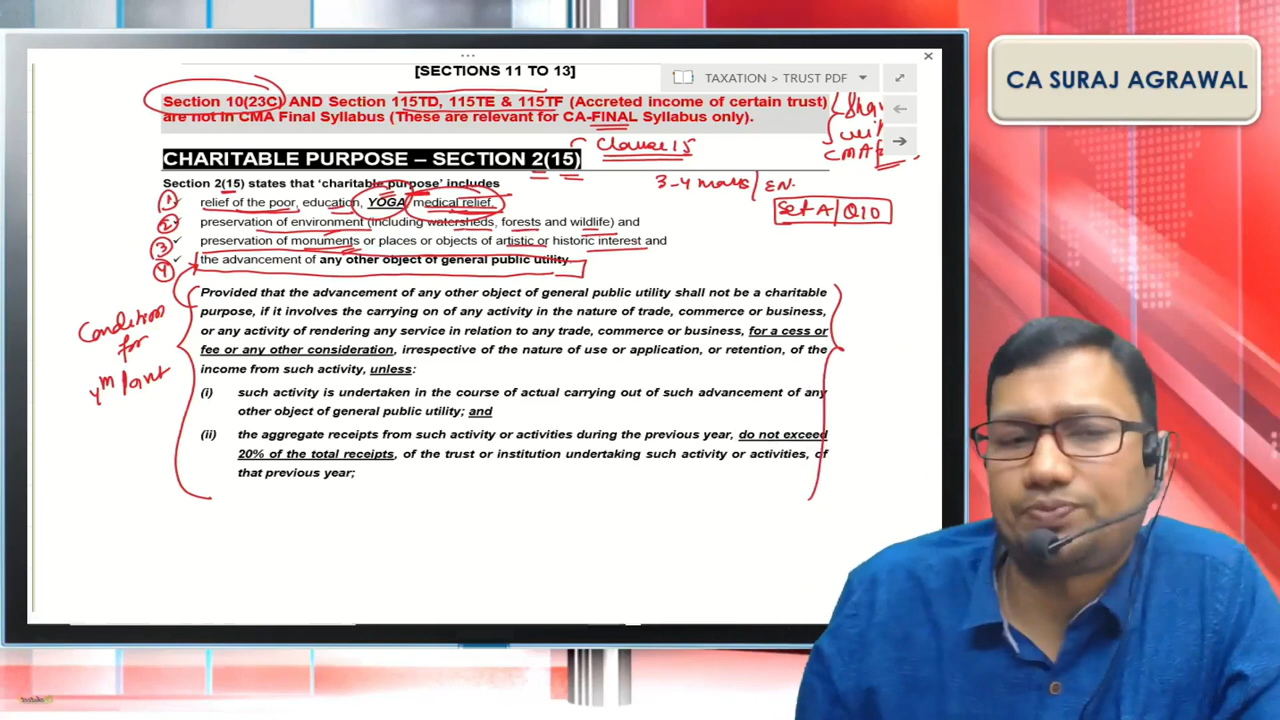 [SECTIONS 11 TO 13]
TAXATION > TRUST PDF
CA SURAJ AGRAWAL
Section 10(23C) AND Section 115TD, 115TE & 115TF (Accreted income of certain trust)
are not in CMA Final Syllabus (These are relevant for CA-FINAL Syllabus only).
CHARITABLE PURPOSE – SECTION 2(15)
Clause 15
Section 2(15) states that 'charitable purpose' includes
3-4 marks
① relief of the poor, education, YOGA medical relief,
Set A Q10
② preservation of environment (including watersheds, forests and wildlife) and
③ preservation of monuments or places or objects of artistic or historic interest and
④ the advancement of any other object of general public utility.
Condition
for
4th Point
Provided that the advancement of any other object of general public utility shall not be a charitable
purpose, if it involves the carrying on of any activity in the nature of trade, commerce or business,
or any activity of rendering any service in relation to any trade, commerce or business, for a cess or
fee or any other consideration, irrespective of the nature of use or application, or retention, of the
income from such activity, unless:
(i) such activity is undertaken in the course of actual carrying out of such advancement of any
other object of general public utility; and
(ii) the aggregate receipts from such activity or activities during the previous year, do not exceed
20% of the total receipts, of the trust or institution undertaking such activity or activities, of
that previous year;